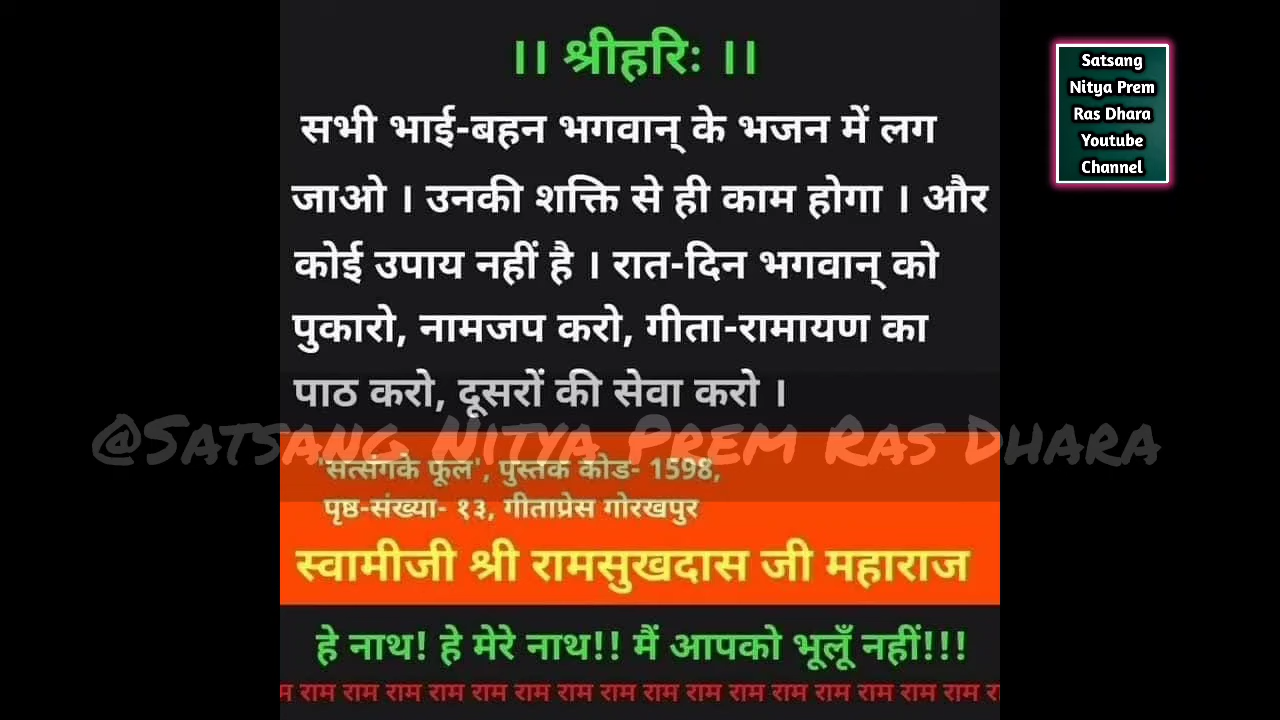 ।। श्रीहरिः ।।
सभी भाई-बहन भगवान् के भजन में लग
जाओ । उनकी शक्ति से ही काम होगा । और
कोई उपाय नहीं है । रात-दिन भगवान् को
पुकारो, नामजप करो, गीता-रामायण का
पाठ करो, दूसरों की सेवा करो ।
@Satsang Nitya Prem Ras Dhara
'सत्संगके फूल', पुस्तक कोड- 1598,
पृष्ठ-संख्या- १३, गीताप्रेस गोरखपुर
स्वामीजी श्री रामसुखदास जी महाराज
हे नाथ! हे मेरे नाथ!! मैं आपको भूलूँ नहीं!!!
म राम राम राम राम राम राम राम राम राम राम राम राम राम राम राम राम र
Satsang
Nitya Prem
Ras Dhara
Youtube
Channel